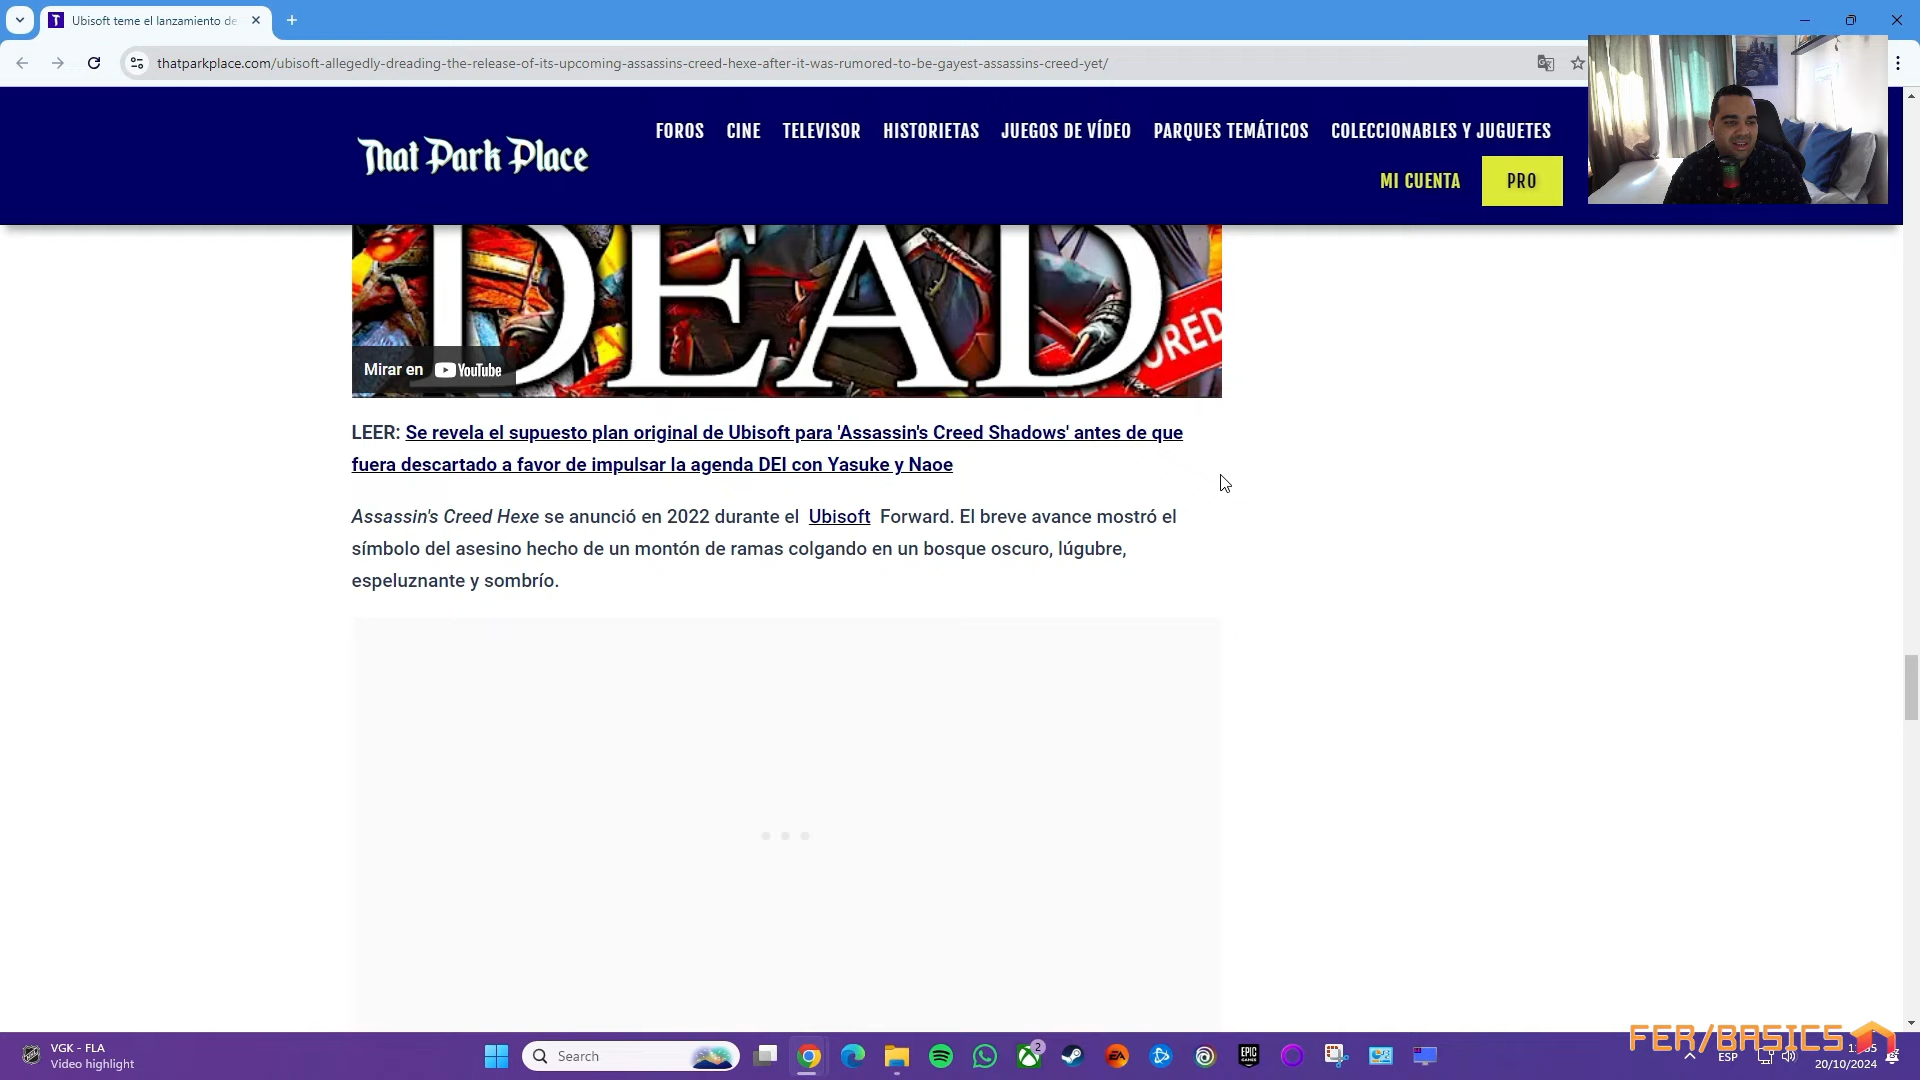 Ubisoft teme el lanzamiento de
thatparkplace.com/ubisoft-allegedly-dreading-the-release-of-its-upcoming-assassins-creed-hexe-after-it-was-rumored-to-be-gayest-assassins-creed-yet/
That Park Place
FOROS CINE TELEVISOR HISTORIETAS JUEGOS DE VÍDEO PARQUES TEMÁTICOS COLECCIONABLES Y JUGUETES
MI CUENTA PRO
DEAD
ORED
Mirar en YouTube
LEER: Se revela el supuesto plan original de Ubisoft para 'Assassin's Creed Shadows' antes de que
fuera descartado a favor de impulsar la agenda DEI con Yasuke y Naoe
Assassin's Creed Hexe se anunció en 2022 durante el Ubisoft Forward. El breve avance mostró el
símbolo del asesino hecho de un montón de ramas colgando en un bosque oscuro, lúgubre,
espeluznante y sombrío.
FER/BASICS
VGK - FLA
Video highlight
Search
2
EA
EPIC
GAMES
ESP
20/10/2024